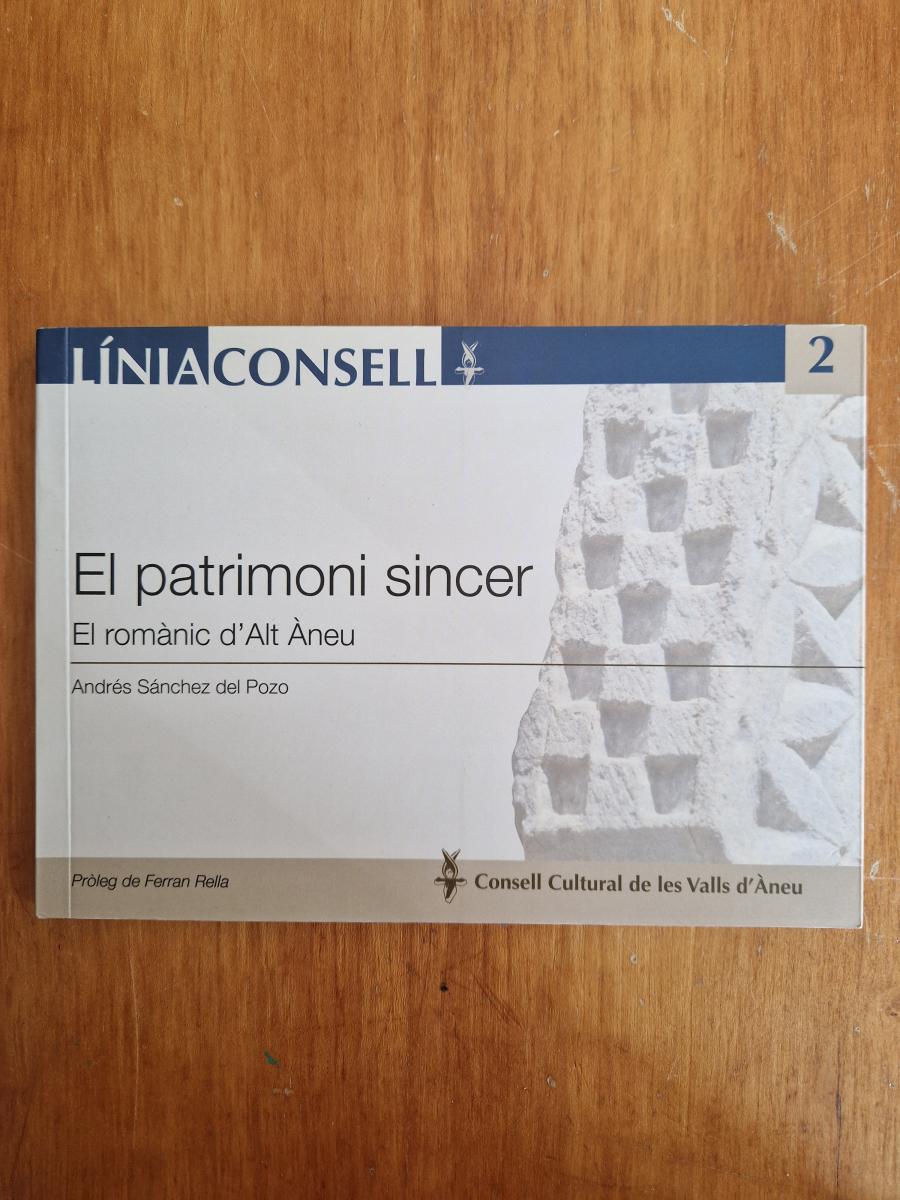 LÍNIACONSELL
2
El patrimoni sincer
El romànic d'Alt Àneu
Andrés Sánchez del Pozo
Pròleg de Ferran Rella
Consell Cultural de les Valls d'Àneu